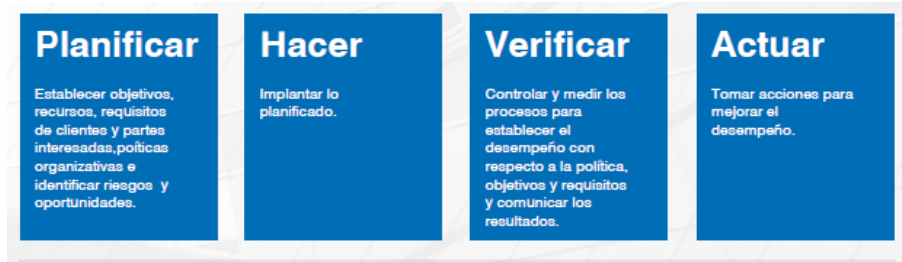 Planificar
Establecer objetivos,
recursos, requisitos
de clientes y partes
interesadas,poíticas
organizativas e
identificar riesgos y
oportunidades.
Hacer
Implantar lo
planificado.
Verificar
Controlar y medir los
procesos para
establecer el
desempeño con
respecto a la política,
objetivos y requisitos
y comunicar los
resultados.
Actuar
Tomar acciones para
mejorar el
desempeño.